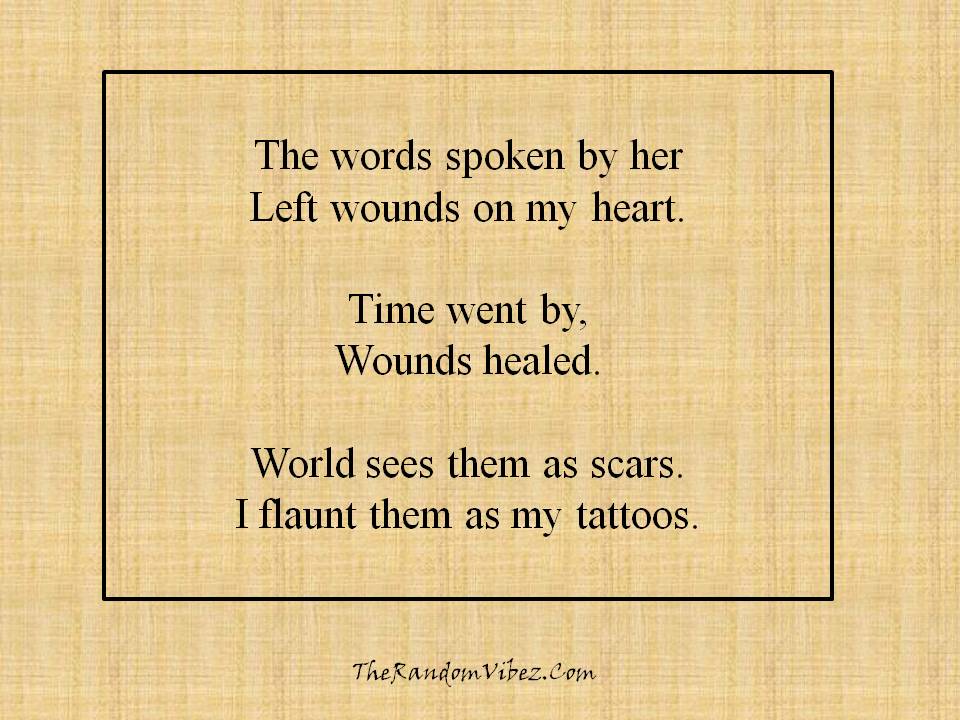 The words spoken by her
Left wounds on my heart.
Time went by,
Wounds healed.
World sees them as scars.
I flaunt them as my tattoos.
TheRandomVibez.Com